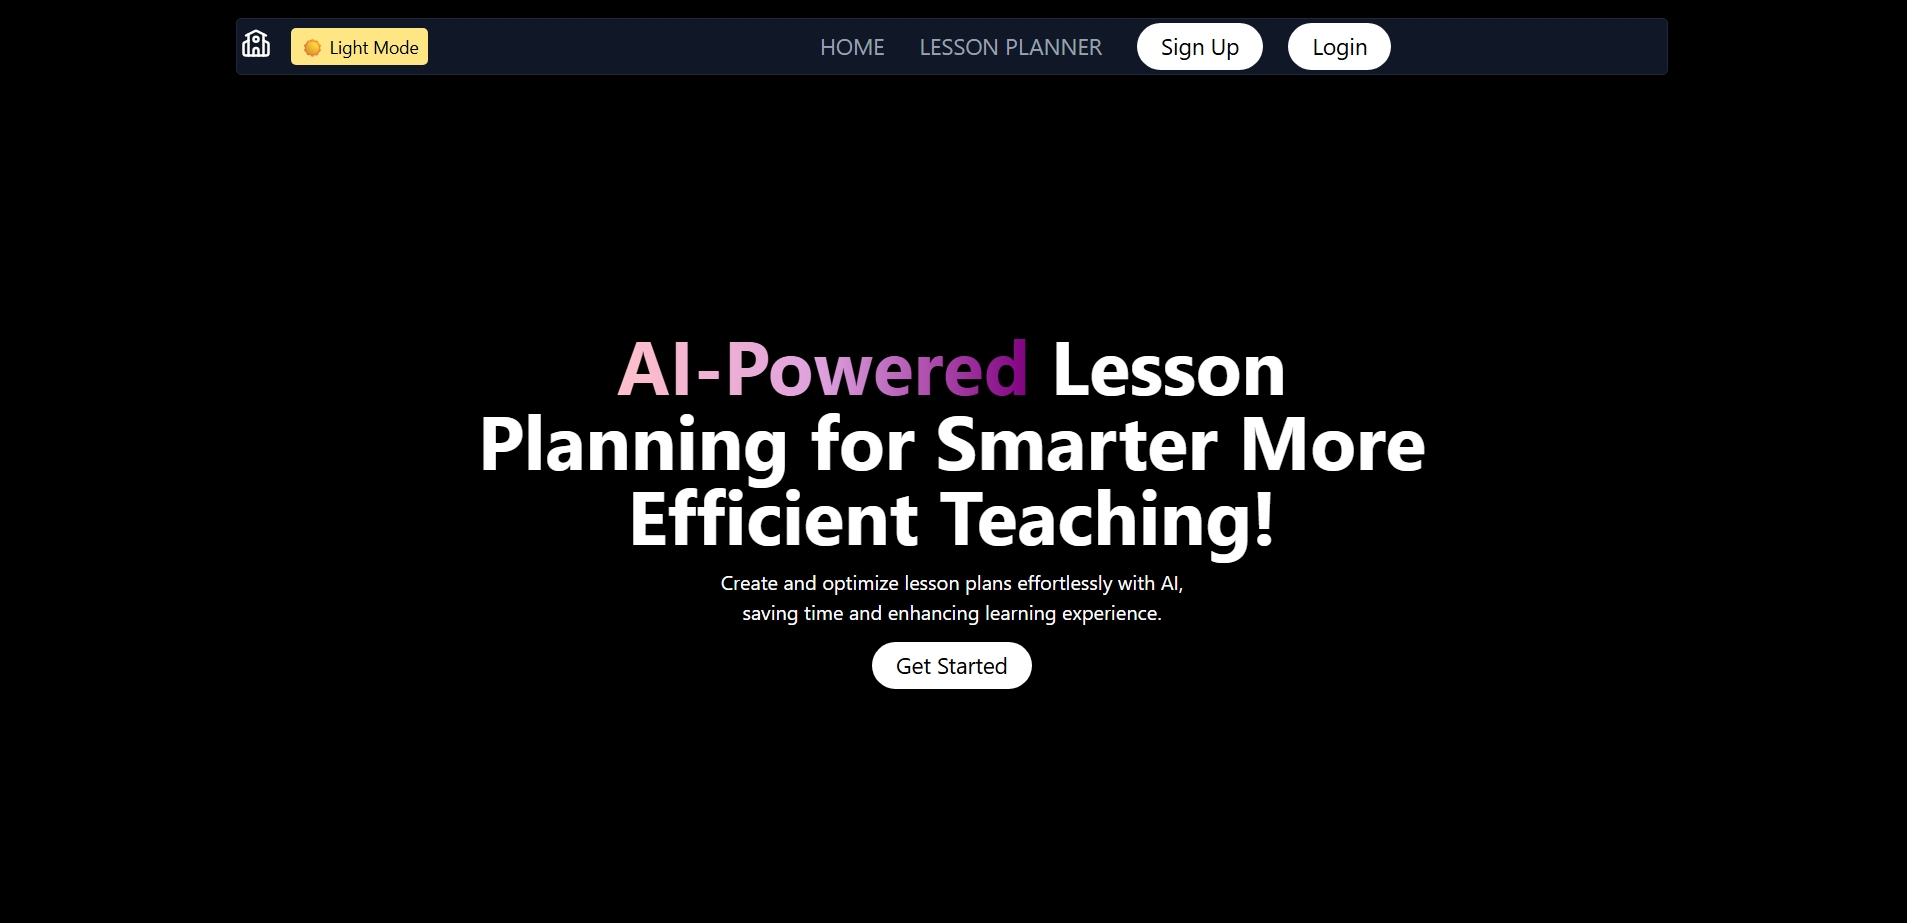 Light Mode
HOME
LESSON PLANNER
Sign Up
Login
AI-Powered Lesson
Planning for Smarter More
Efficient Teaching!
Create and optimize lesson plans effortlessly with AI,
saving time and enhancing learning experience.
Get Started